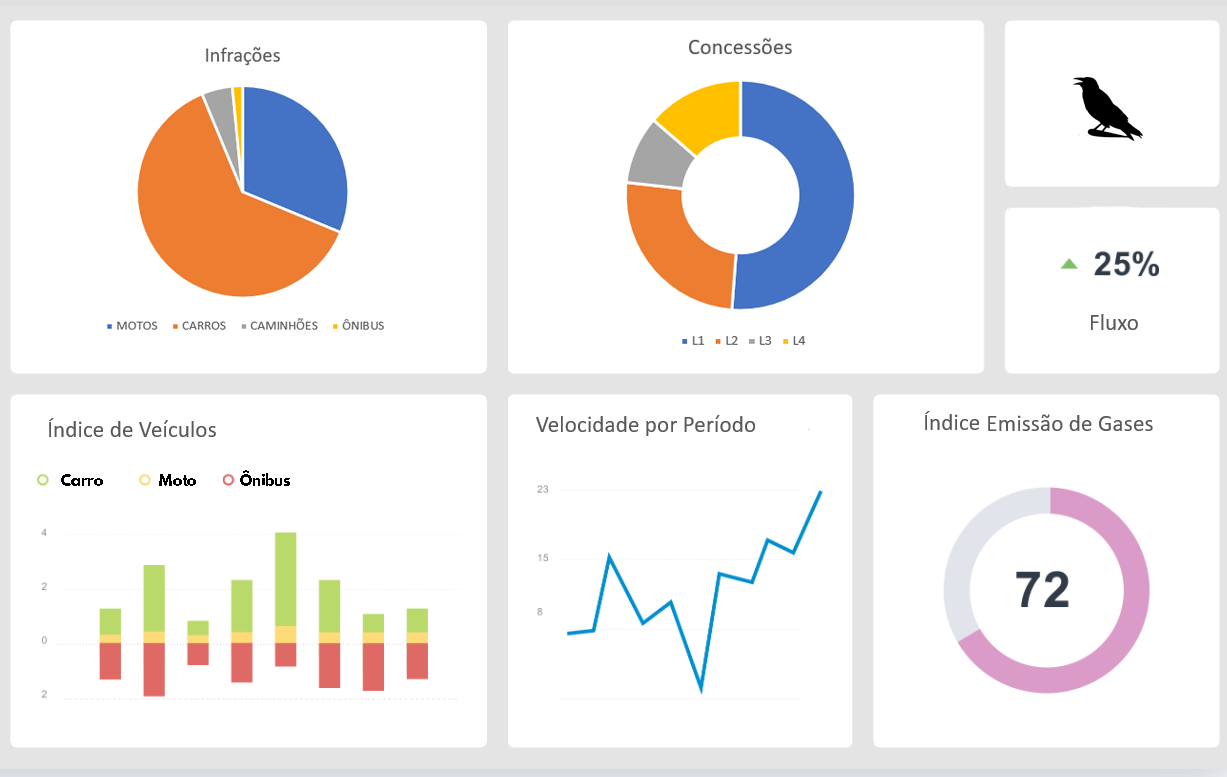 Infrações
MOTOS CARROS CAMINHÕES ÔNIBUS
Concessões
L1 L2 L3 L4
25%
Fluxo
Índice de Veículos
Carro Moto Ônibus
4
2
0
2
Velocidade por Período
23
15
8
Índice Emissão de Gases
72